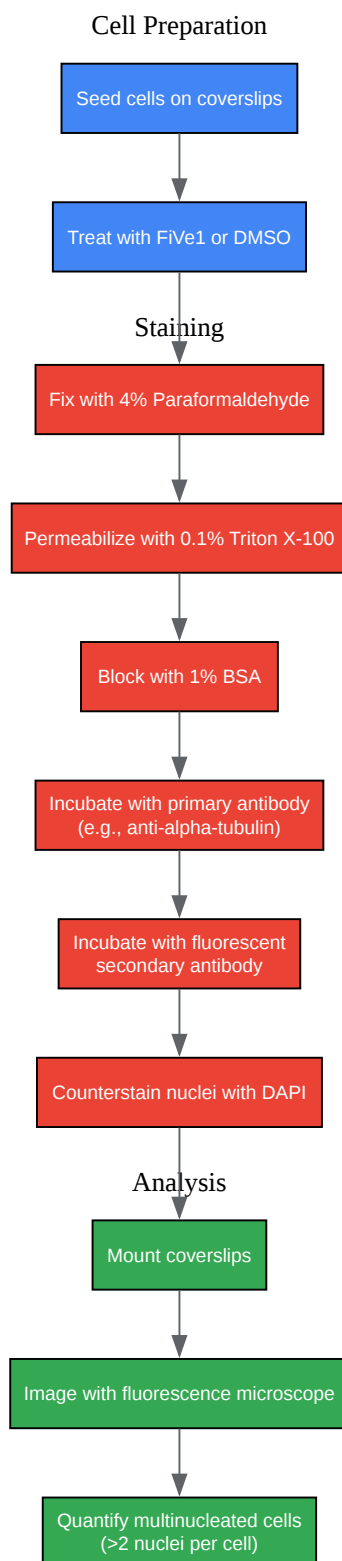 Cell Preparation
Seed cells on coverslips
Treat with FiVe1 or DMSO
Staining
Fix with 4% Paraformaldehyde
Permeabilize with 0.1% Triton X-100
Block with 1% BSA
Incubate with primary antibody
(e.g., anti-alpha-tubulin)
Incubate with fluorescent
secondary antibody
Counterstain nuclei with DAPI
Analysis
Mount coverslips
Image with fluorescence microscope
Quantify multinucleated cells
(>2 nuclei per cell)